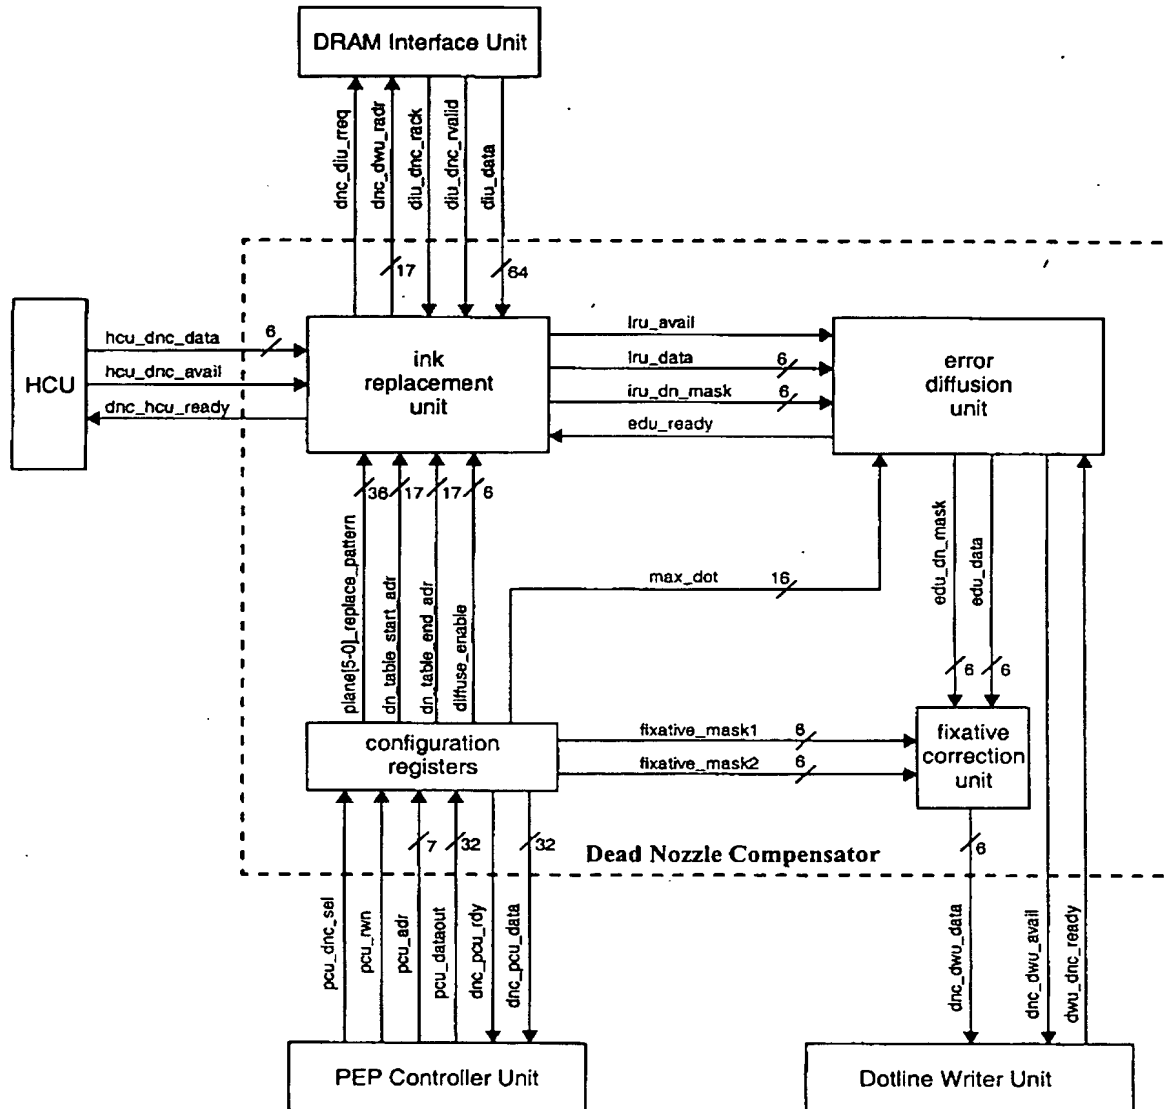 DRAM Interface Unit
dnc_diu_rreq
dnc_dwu_radr
diu_dnc_rack
diu_dnc_rvalid
diu_data
17
64
HCU
hcu_dnc_data
6
hcu_dnc_avail
dnc_hcu_ready
ink
replacement
unit
iru_avail
iru_data
6
iru_dn_mask
6
edu_ready
error
diffusion
unit
36
17
17
6
plane[5-0]_replace_pattern
dn_table_start_adr
dn_table_end_adr
diffuse_enable
max_dot
16
edu_dn_mask
edu_data
6
6
configuration
registers
fixative_mask1
6
fixative_mask2
6
fixative
correction
unit
7
32
32
6
Dead Nozzle Compensator
pcu_dnc_sel
pcu_rwn
pcu_adr
pcu_dataout
dnc_pcu_rdy
dnc_pcu_data
dnc_dwu_data
dnc_dwu_avail
dwu_dnc_ready
PEP Controller Unit
Dotline Writer Unit